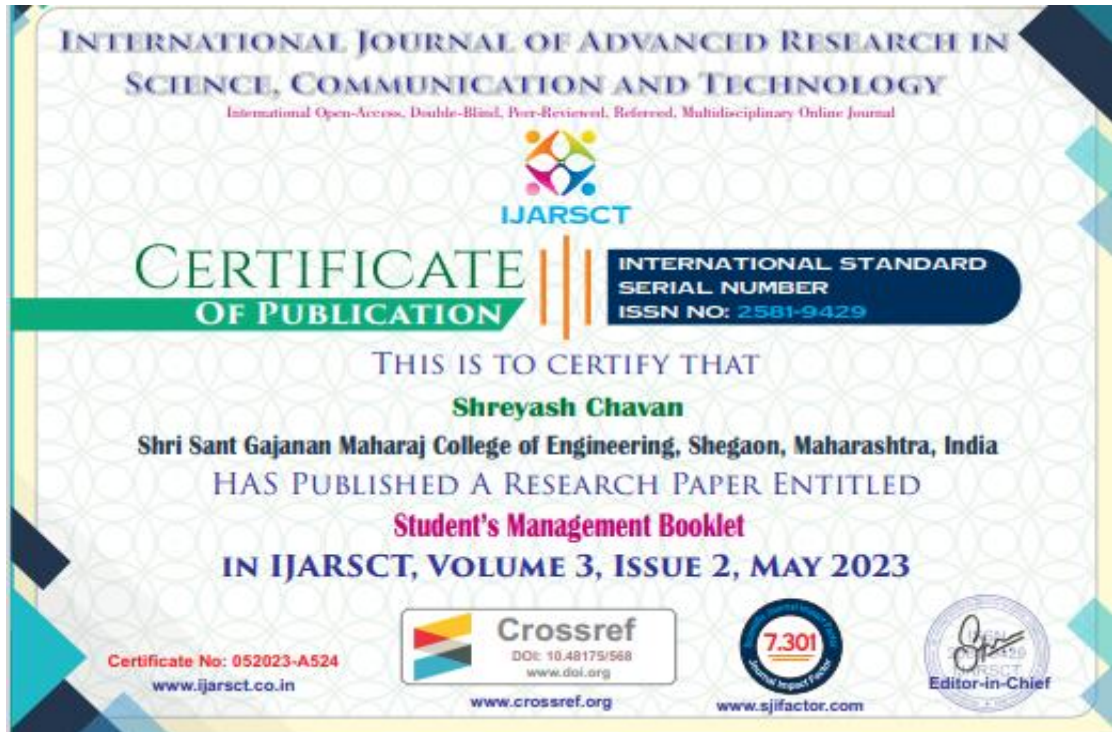 INTERNATIONAL JOURNAL OF ADVANCED RESEARCH IN
SCIENCE, COMMUNICATION AND TECHNOLOGY
International Open-Access, Double-Blind, Peer-Reviewed, Refereed, Multidisciplinary Online Journal
IJARSCT
CERTIFICATE
OF PUBLICATION
INTERNATIONAL STANDARD
SERIAL NUMBER
ISSN NO: 2581-9429
THIS IS TO CERTIFY THAT
Shreyash Chavan
Shri Sant Gajanan Maharaj College of Engineering, Shegaon, Maharashtra, India
HAS PUBLISHED A RESEARCH PAPER ENTITLED
Student's Management Booklet
IN IJARSCT, VOLUME 3, ISSUE 2, MAY 2023
Certificate No: 052023-A524
www.ijarsct.co.in
Crossref
DOI: 10.48175/568
www.doi.org
www.crossref.org
7.301
Journal Impact Factor
www.sjifactor.com
Editor-in-Chief